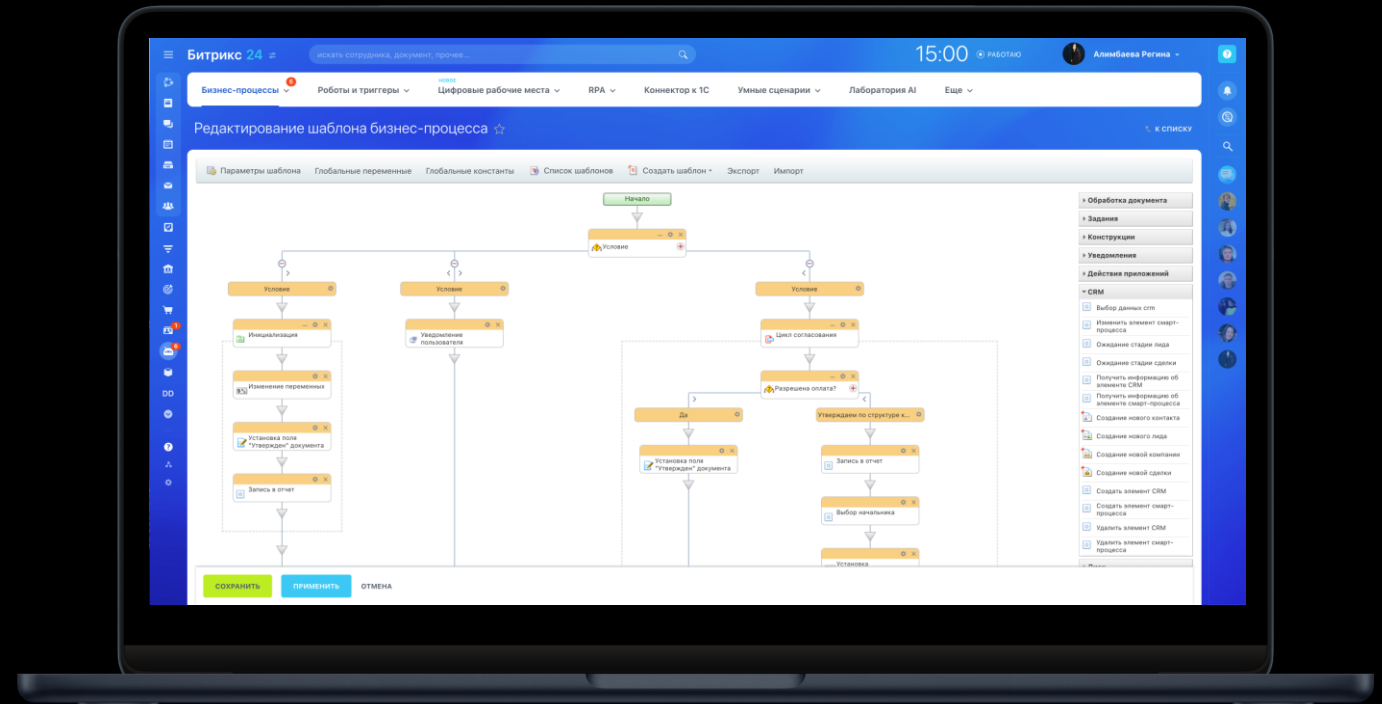 Битрикс 24
искать сотрудника, документ, прочее...
15:00 РАБОТАЮ
Алимбаева Регина
Бизнес-процессы 6
Роботы и триггеры
НОВОЕ
Цифровые рабочие места
RPA
Коннектор к 1С
Умные сценарии
Лаборатория AI
Еще
Редактирование шаблона бизнес-процесса
К СПИСКУ
Параметры шаблона
Глобальные переменные
Глобальные константы
Список шаблонов
Создать шаблон
Экспорт
Импорт
Начало
Условие
Условие
Условие
Условие
Инициализация
Уведомление
пользователя
Цикл согласования
Изменение переменных
Разрешена оплата?
Да
Утверждаем по структуре к...
Установка поля
"Утвержден" документа
Установка поля
"Утвержден" документа
Запись в отчет
Запись в отчет
Выбор начальника
Установка
Обработка документа
Задания
Конструкции
Уведомления
Действия приложений
CRM
Выбор данных crm
Изменить элемент смарт-
процесса
Ожидание стадии лида
Ожидание стадии сделки
Получить информацию об
элементе CRM
Получить информацию об
элементе смарт-процесса
Создание нового контакта
Создание нового лида
Создание новой компании
Создание новой сделки
Создать элемент CRM
Создать элемент смарт-
процесса
Удалить элемент CRM
Удалить элемент смарт-
процесса
1
6
DD
СОХРАНИТЬ
ПРИМЕНИТЬ
ОТМЕНА